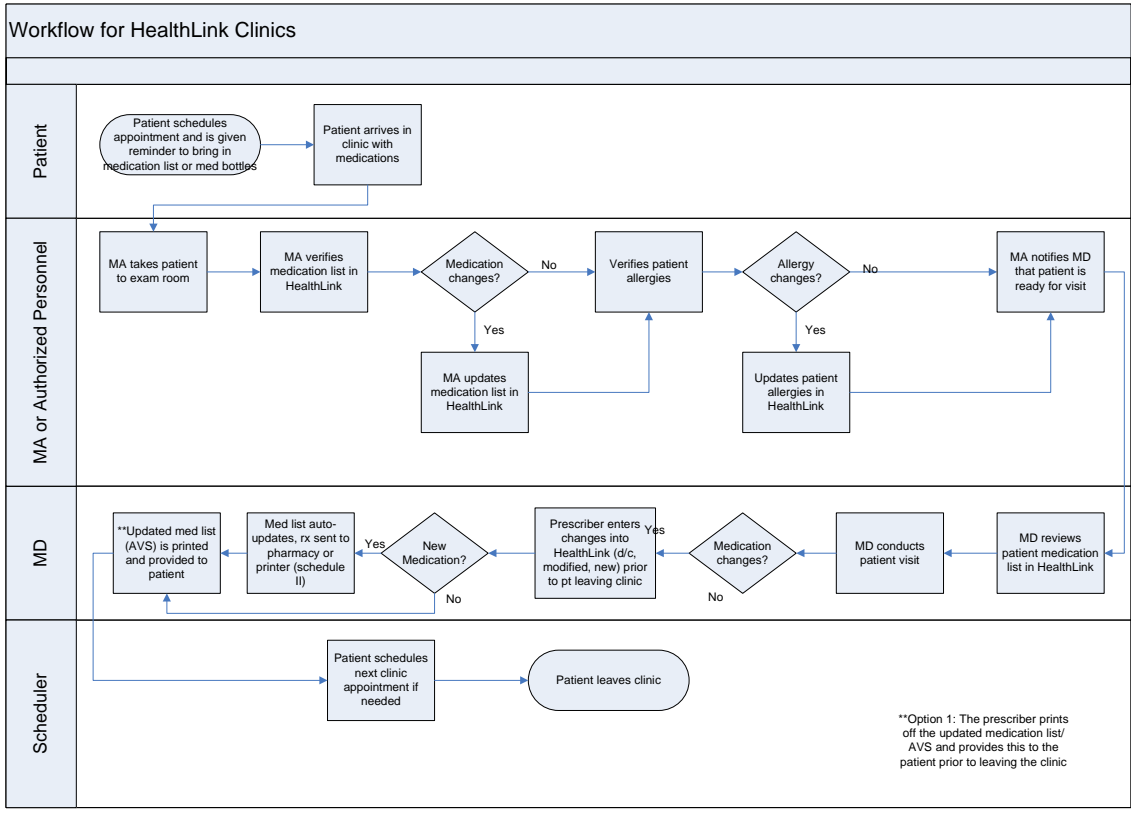 Workflow for HealthLink Clinics
Patient
Patient schedules
appointment and is given
reminder to bring in
medication list or med bottles
Patient arrives in
clinic with
medications
MA or Authorized Personnel
MA takes patient
to exam room
MA verifies
medication list in
HealthLink
Medication
changes?
No
Yes
MA updates
medication list in
HealthLink
Verifies patient
allergies
Allergy
changes?
No
Yes
Updates patient
allergies in
HealthLink
MA notifies MD
that patient is
ready for visit
MD
**Updated med list
(AVS) is printed
and provided to
patient
Med list auto-
updates, rx sent to
pharmacy or
printer (schedule
II)
Yes
New
Medication?
No
Prescriber enters
changes into
HealthLink (d/c,
modified, new) prior
to pt leaving clinic
Yes
Medication
changes?
No
MD conducts
patient visit
MD reviews
patient medication
list in HealthLink
Scheduler
Patient schedules
next clinic
appointment if
needed
Patient leaves clinic
**Option 1: The prescriber prints
off the updated medication list/
AVS and provides this to the
patient prior to leaving the clinic